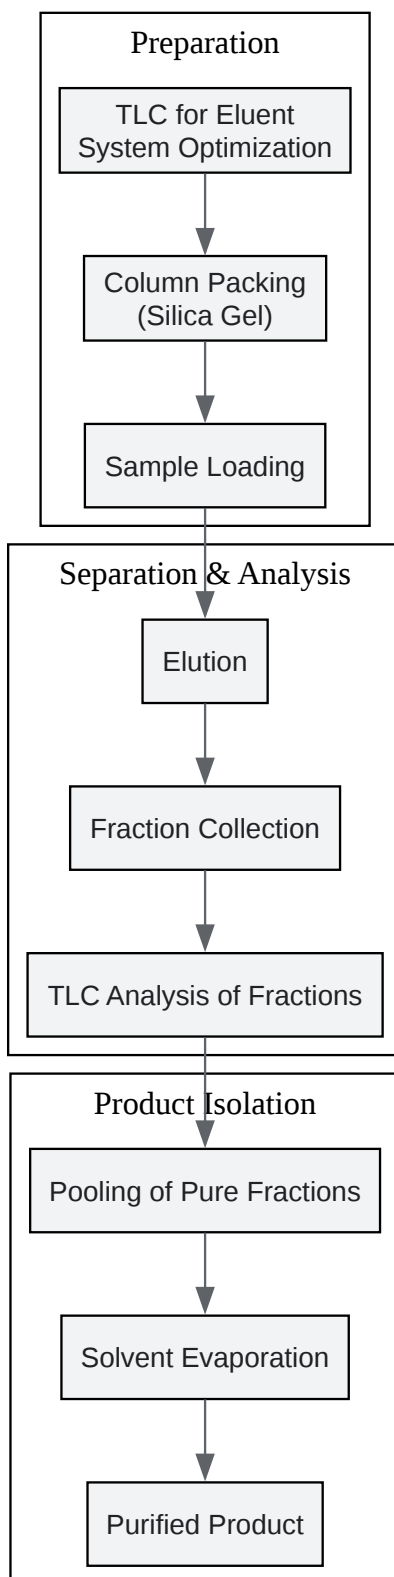 Preparation
TLC for Eluent
System Optimization
Column Packing
(Silica Gel)
Sample Loading
Separation & Analysis
Elution
Fraction Collection
TLC Analysis of Fractions
Product Isolation
Pooling of Pure Fractions
Solvent Evaporation
Purified Product